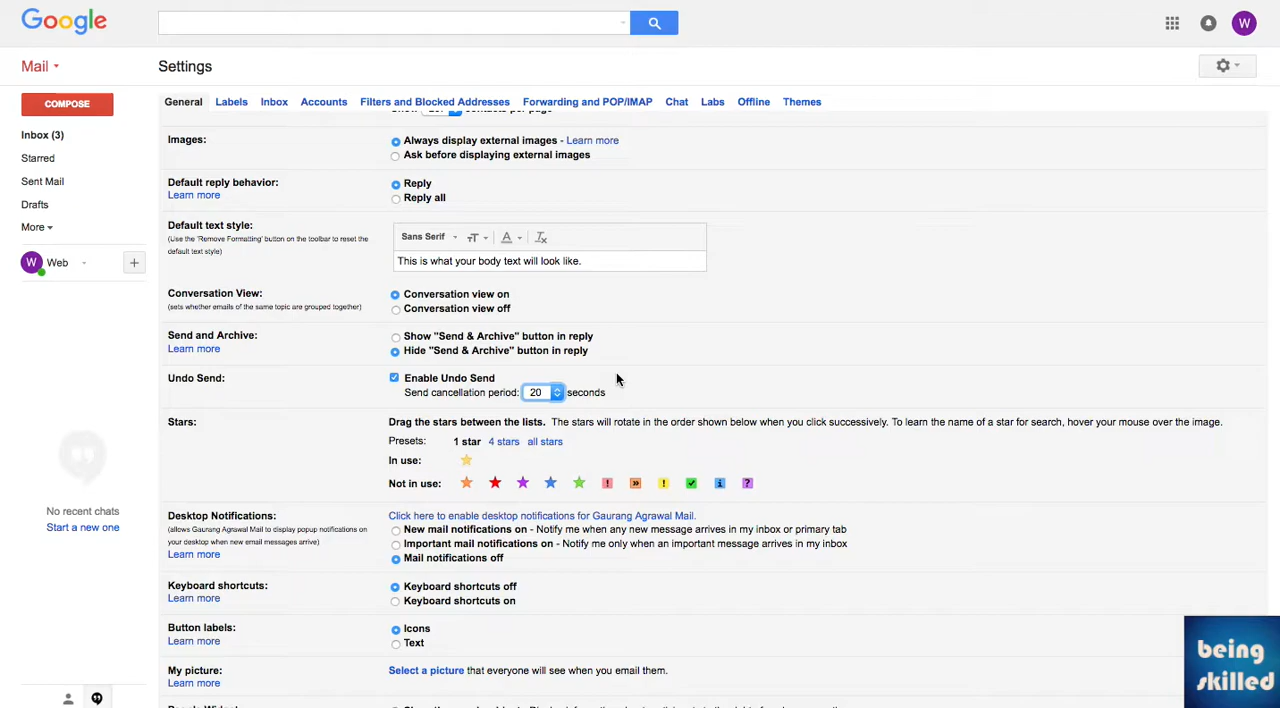 Google
W
Mail
Settings
COMPOSE
General Labels Inbox Accounts Filters and Blocked Addresses Forwarding and POP/IMAP Chat Labs Offline Themes
contacts per page
Inbox (3)
Starred
Sent Mail
Drafts
More
W Web
No recent chats
Start a new one
Images:
Always display external images - Learn more
Ask before displaying external images
Default reply behavior:
Learn more
Reply
Reply all
Default text style:
(Use the 'Remove Formatting' button on the toolbar to reset the
default text style)
Sans Serif
This is what your body text will look like.
Conversation View:
(sets whether emails of the same topic are grouped together)
Conversation view on
Conversation view off
Send and Archive:
Learn more
Show "Send & Archive" button in reply
Hide "Send & Archive" button in reply
Undo Send:
Enable Undo Send
Send cancellation period: 20 seconds
Stars:
Drag the stars between the lists. The stars will rotate in the order shown below when you click successively. To learn the name of a star for search, hover your mouse over the image.
Presets: 1 star 4 stars all stars
In use:
Not in use:
Desktop Notifications:
(allows Gaurang Agrawal Mail to display popup notifications on
your desktop when new email messages arrive)
Learn more
Click here to enable desktop notifications for Gaurang Agrawal Mail.
New mail notifications on - Notify me when any new message arrives in my inbox or primary tab
Important mail notifications on - Notify me only when an important message arrives in my inbox
Mail notifications off
Keyboard shortcuts:
Learn more
Keyboard shortcuts off
Keyboard shortcuts on
Button labels:
Learn more
Icons
Text
My picture:
Learn more
Select a picture that everyone will see when you email them.
being
skilled